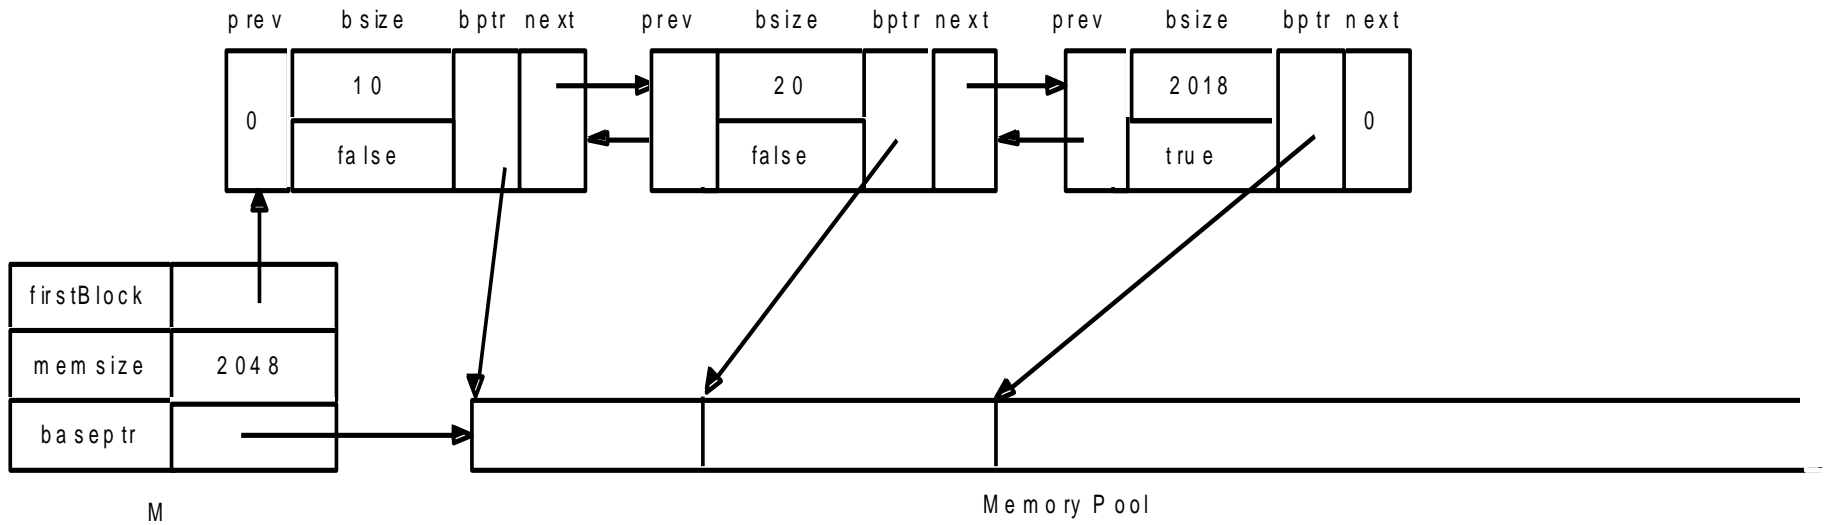 prev bsize bptr next prev bsize bptr next prev bsize bptr next
10 20 2018
0 0
false false true
firstBlock
memsize 2048
baseptr
M Memory Pool